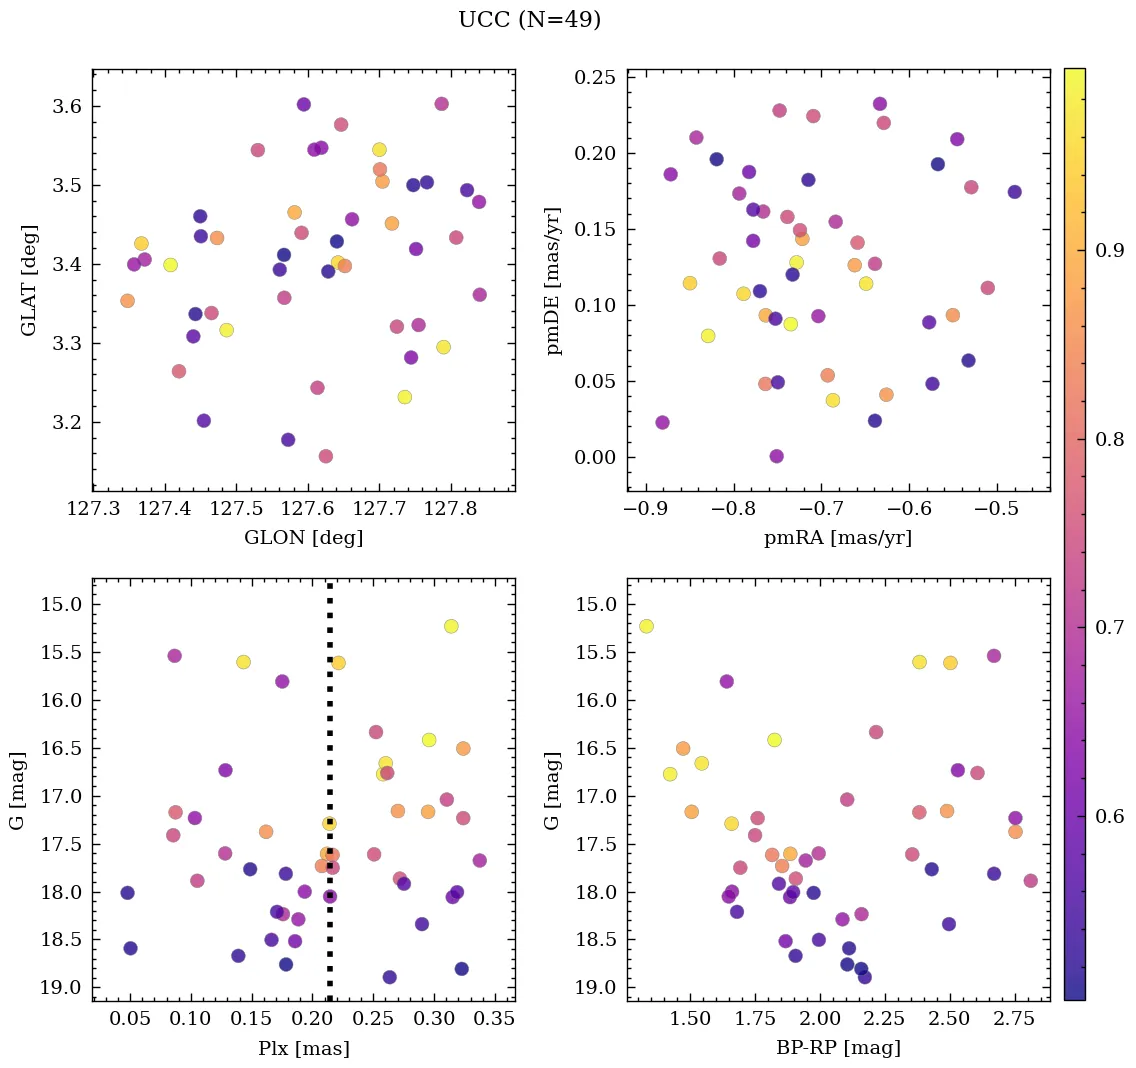 UCC (N=49)
3.6
3.5
3.4
3.3
3.2
GLAT [deg]
127.3 127.4 127.5 127.6 127.7 127.8
GLON [deg]
0.25
0.20
0.15
0.10
0.05
0.00
pmDE [mas/yr]
−0.9 −0.8 −0.7 −0.6 −0.5
pmRA [mas/yr]
15.0
15.5
16.0
16.5
17.0
17.5
18.0
18.5
19.0
G [mag]
0.05 0.10 0.15 0.20 0.25 0.30 0.35
Plx [mas]
15.0
15.5
16.0
16.5
17.0
17.5
18.0
18.5
19.0
G [mag]
1.50 1.75 2.00 2.25 2.50 2.75
BP-RP [mag]
0.9
0.8
0.7
0.6